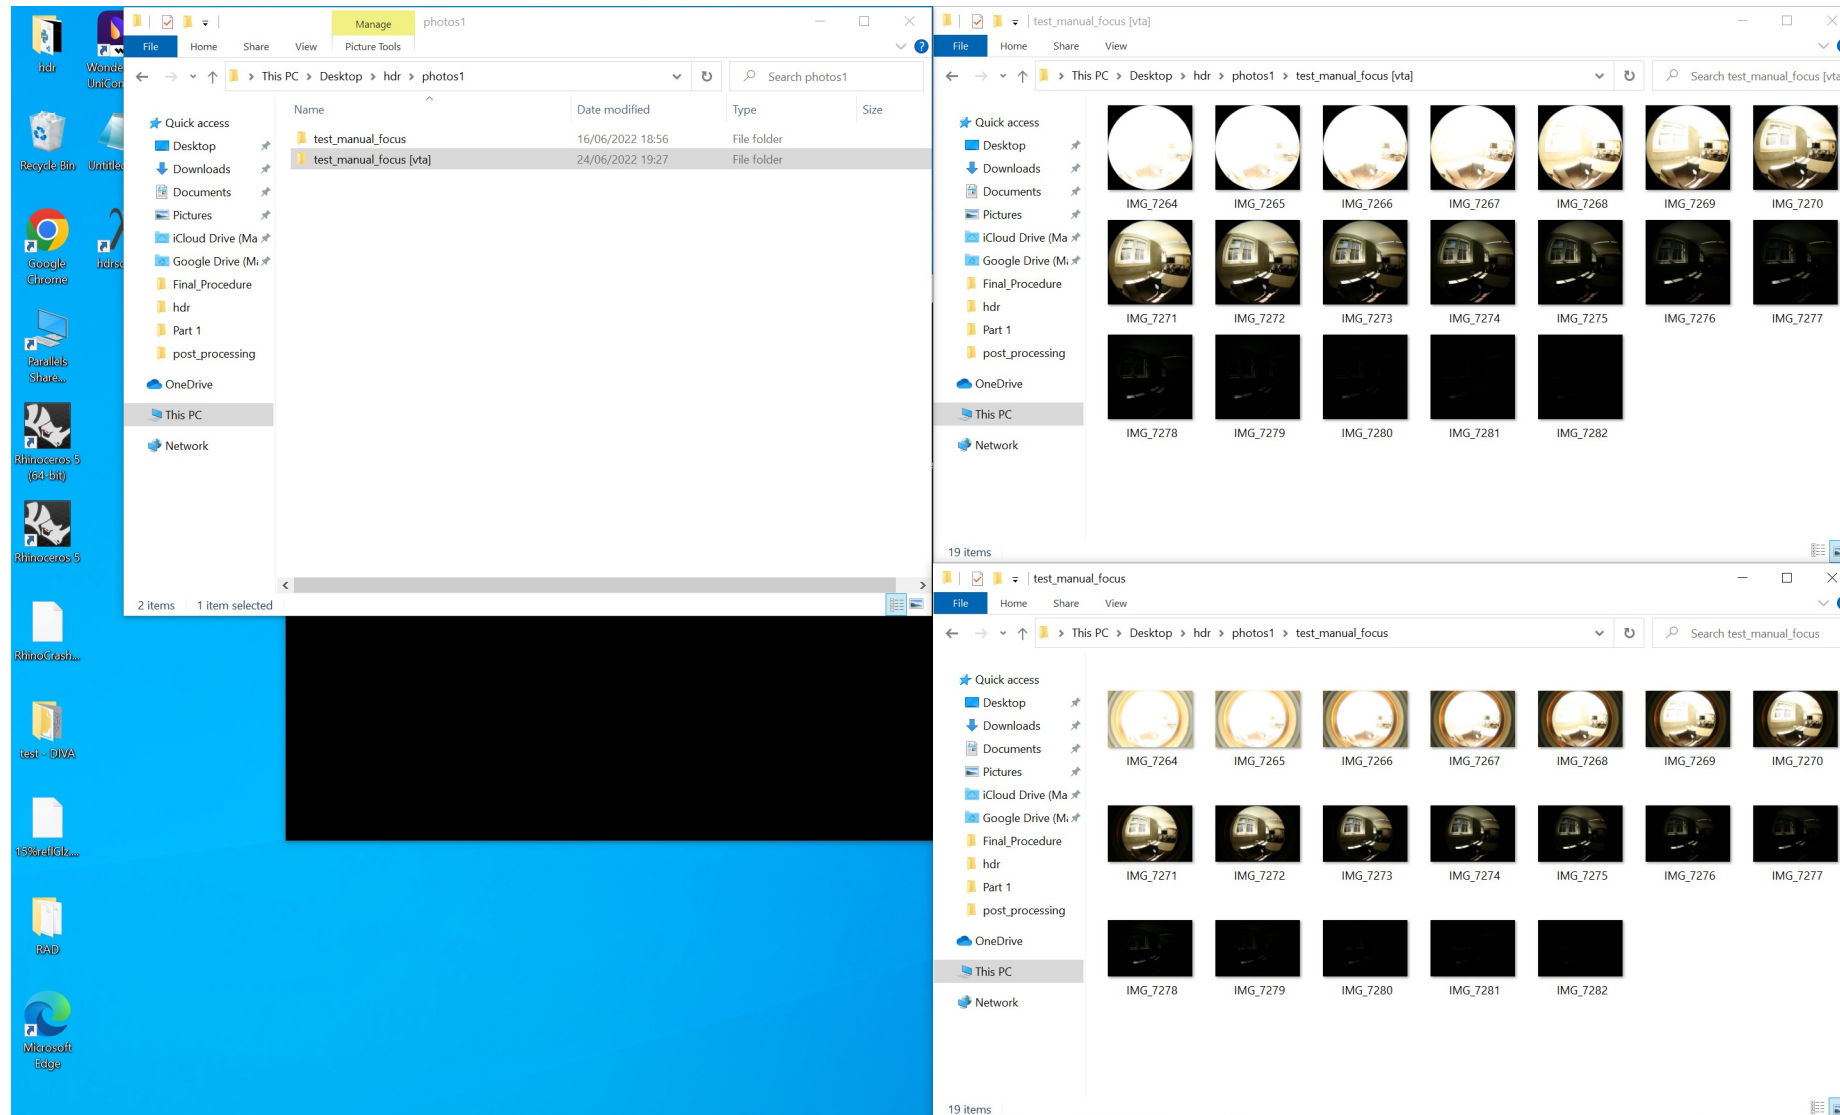 hdr
Wonde
UniCon
Recycle Bin
Untitle
Google
Chrome
hdrsc
Parallels
Share...
Rhinoceros 5
(64-bit)
Rhinoceros 5
RhinoCrash...
test - DIVA
15%reflGlz....
RAD
Microsoft
Edge
Manage
photos1
File
Home
Share
View
Picture Tools
This PC > Desktop > hdr > photos1
Search photos1
Name
Date modified
Type
Size
Quick access
Desktop
Downloads
Documents
Pictures
iCloud Drive (Ma
Google Drive (M
Final_Procedure
hdr
Part 1
post_processing
OneDrive
This PC
Network
test_manual_focus
16/06/2022 18:56
File folder
test_manual_focus [vta]
24/06/2022 19:27
File folder
2 items
1 item selected
test_manual_focus [vta]
File
Home
Share
View
This PC > Desktop > hdr > photos1 > test_manual_focus [vta]
Search test_manual_focus [vta
Quick access
Desktop
Downloads
Documents
Pictures
iCloud Drive (Ma
Google Drive (M
Final_Procedure
hdr
Part 1
post_processing
OneDrive
This PC
Network
IMG_7264
IMG_7265
IMG_7266
IMG_7267
IMG_7268
IMG_7269
IMG_7270
IMG_7271
IMG_7272
IMG_7273
IMG_7274
IMG_7275
IMG_7276
IMG_7277
IMG_7278
IMG_7279
IMG_7280
IMG_7281
IMG_7282
19 items
test_manual_focus
File
Home
Share
View
This PC > Desktop > hdr > photos1 > test_manual_focus
Search test_manual_focus
Quick access
Desktop
Downloads
Documents
Pictures
iCloud Drive (Ma
Google Drive (M
Final_Procedure
hdr
Part 1
post_processing
OneDrive
This PC
Network
IMG_7264
IMG_7265
IMG_7266
IMG_7267
IMG_7268
IMG_7269
IMG_7270
IMG_7271
IMG_7272
IMG_7273
IMG_7274
IMG_7275
IMG_7276
IMG_7277
IMG_7278
IMG_7279
IMG_7280
IMG_7281
IMG_7282
19 items